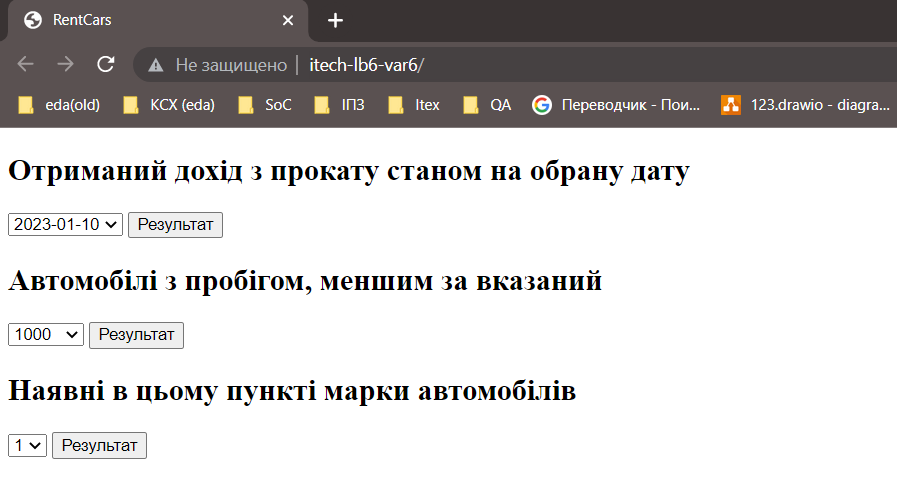 RentCars
Не защищено | itech-lb6-var6/
eda(old) КСХ (eda) SoC ІПЗ Itex QA Переводчик - Пои... 123.drawio - diagra...
Отриманий дохід з прокату станом на обрану дату
2023-01-10 Результат
Автомобілі з пробігом, меншим за вказаний
1000 Результат
Наявні в цьому пункті марки автомобілів
1 Результат